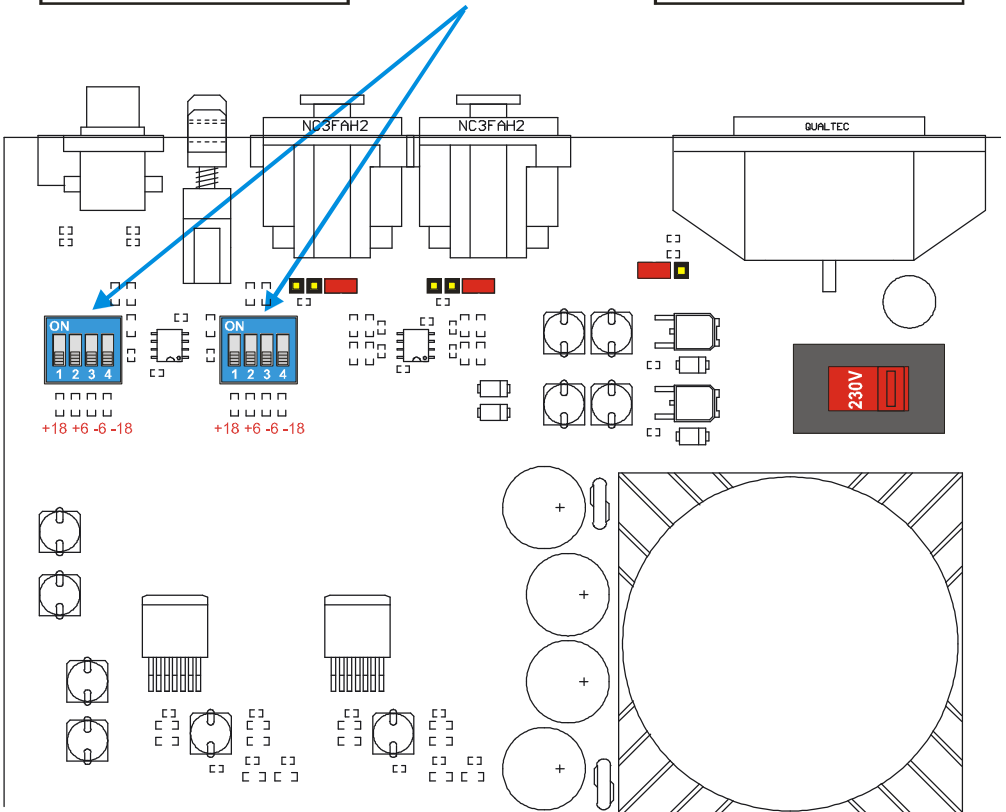 NC3FAH2 NC3FAH2 QUALTEC
ON ON
1 2 3 4 1 2 3 4
230V
+18 +6 -6 -18 +18 +6 -6 -18